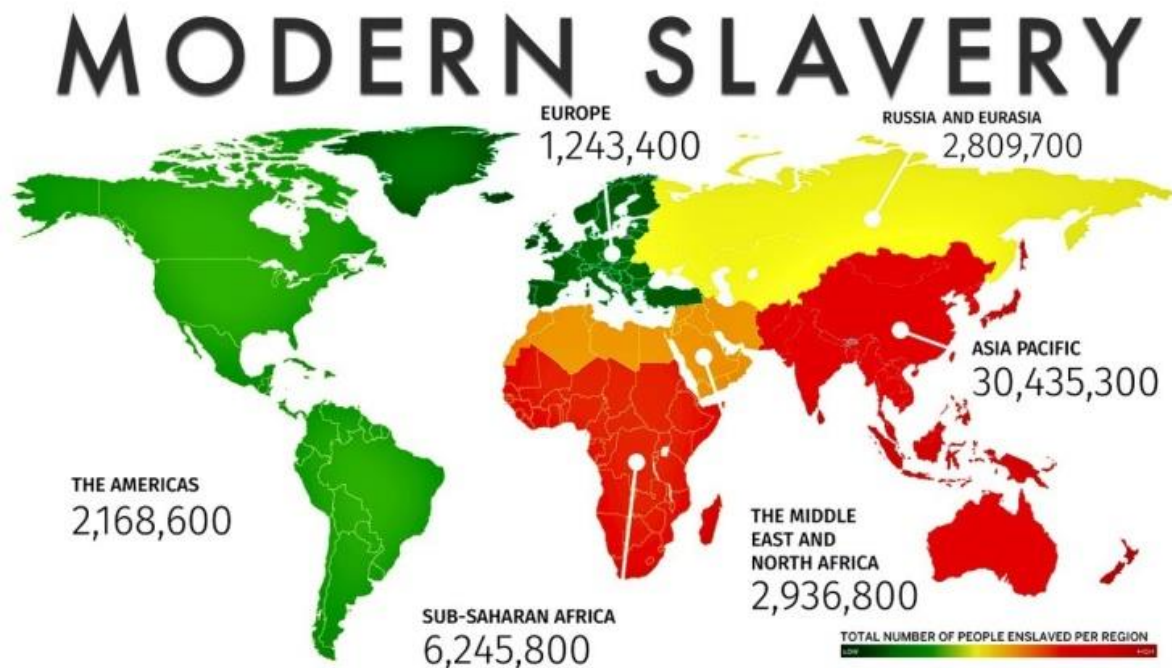 MODERN SLAVERY
EUROPE
1,243,400
RUSSIA AND EURASIA
2,809,700
ASIA PACIFIC
30,435,300
THE AMERICAS
2,168,600
THE MIDDLE
EAST AND
NORTH AFRICA
2,936,800
SUB-SAHARAN AFRICA
6,245,800
TOTAL NUMBER OF PEOPLE ENSLAVED PER REGION
LOW HIGH